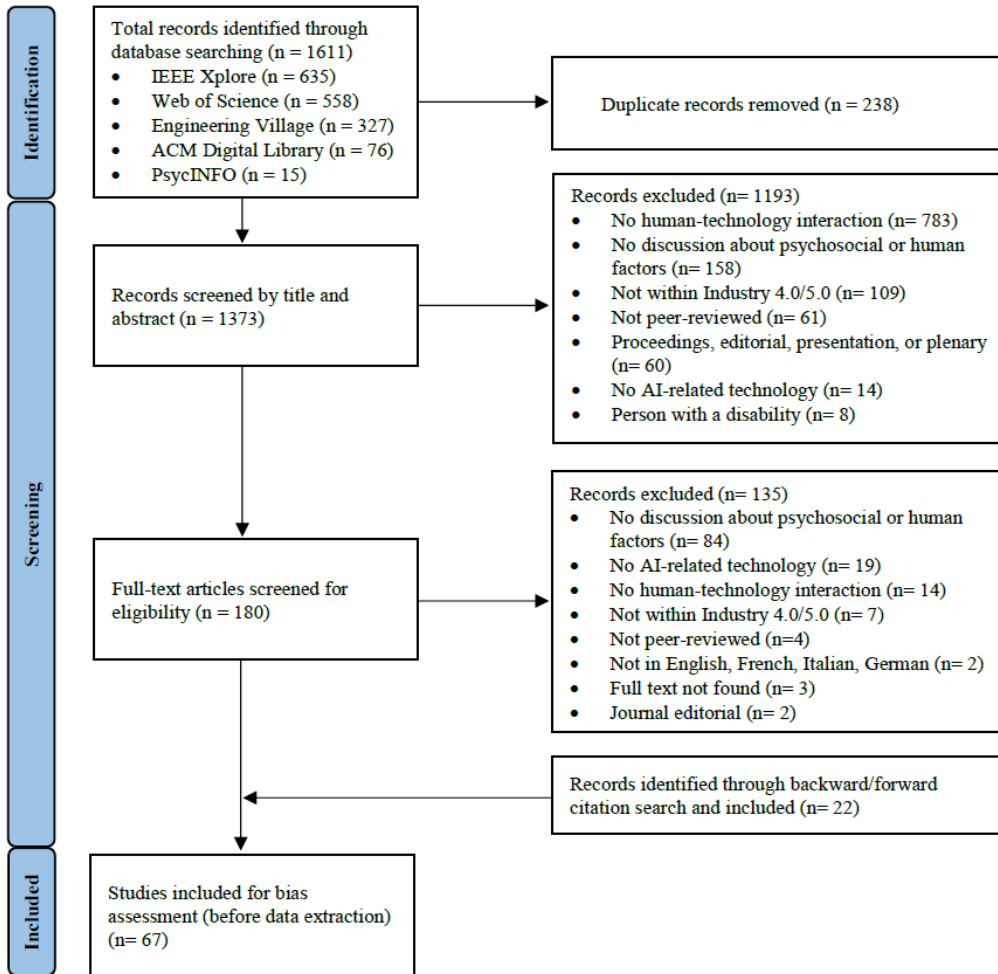 Identification
Total records identified through
database searching (n = 1611)
• IEEE Xplore (n = 635)
• Web of Science (n = 558)
• Engineering Village (n = 327)
• ACM Digital Library (n = 76)
• PsycINFO (n = 15)
Duplicate records removed (n = 238)
Screening
Records screened by title and
abstract (n = 1373)
Records excluded (n= 1193)
• No human-technology interaction (n= 783)
• No discussion about psychosocial or human
factors (n= 158)
• Not within Industry 4.0/5.0 (n= 109)
• Not peer-reviewed (n= 61)
• Proceedings, editorial, presentation, or plenary
(n= 60)
• No AI-related technology (n= 14)
• Person with a disability (n= 8)
Full-text articles screened for
eligibility (n = 180)
Records excluded (n= 135)
• No discussion about psychosocial or human
factors (n= 84)
• No AI-related technology (n= 19)
• No human-technology interaction (n= 14)
• Not within Industry 4.0/5.0 (n= 7)
• Not peer-reviewed (n=4)
• Not in English, French, Italian, German (n= 2)
• Full text not found (n= 3)
• Journal editorial (n= 2)
Records identified through backward/forward
citation search and included (n= 22)
Included
Studies included for bias
assessment (before data extraction)
(n= 67)